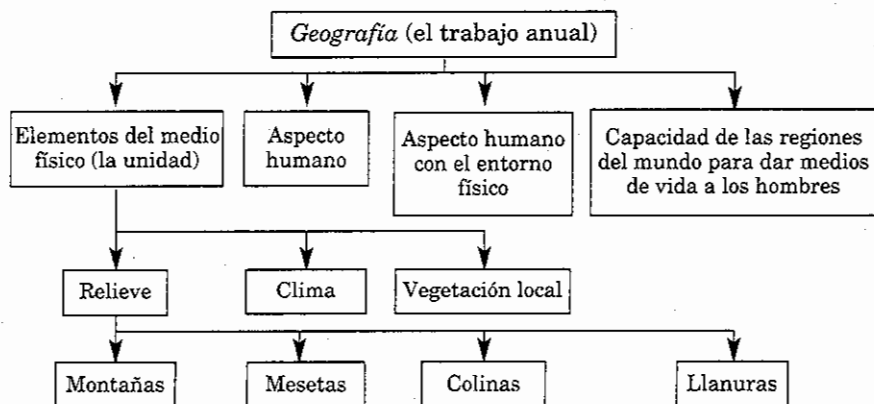 Geografía (el trabajo anual)
Elementos del medio
físico (la unidad)
Aspecto
humano
Aspecto humano
con el entorno
físico
Capacidad de las regiones
del mundo para dar medios
de vida a los hombres
Relieve
Clima
Vegetación local
Montañas
Mesetas
Colinas
Llanuras